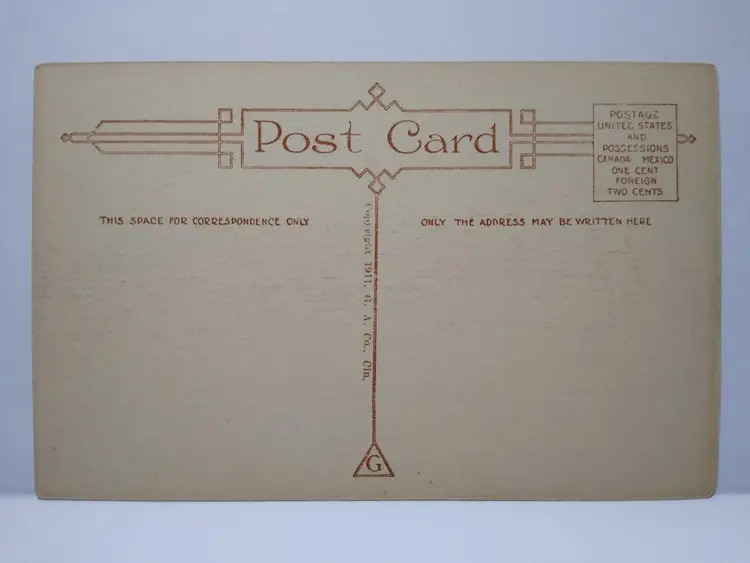 Post Card
POSTAGE
UNITED STATES
AND
POSSESSIONS
CANADA MEXICO
ONE CENT
FOREIGN
TWO CENTS
THIS SPACE FOR CORRESPONDENCE ONLY
ONLY THE ADDRESS MAY BE WRITTEN HERE
Copyright 1911, G. A. Co., Cin.
G